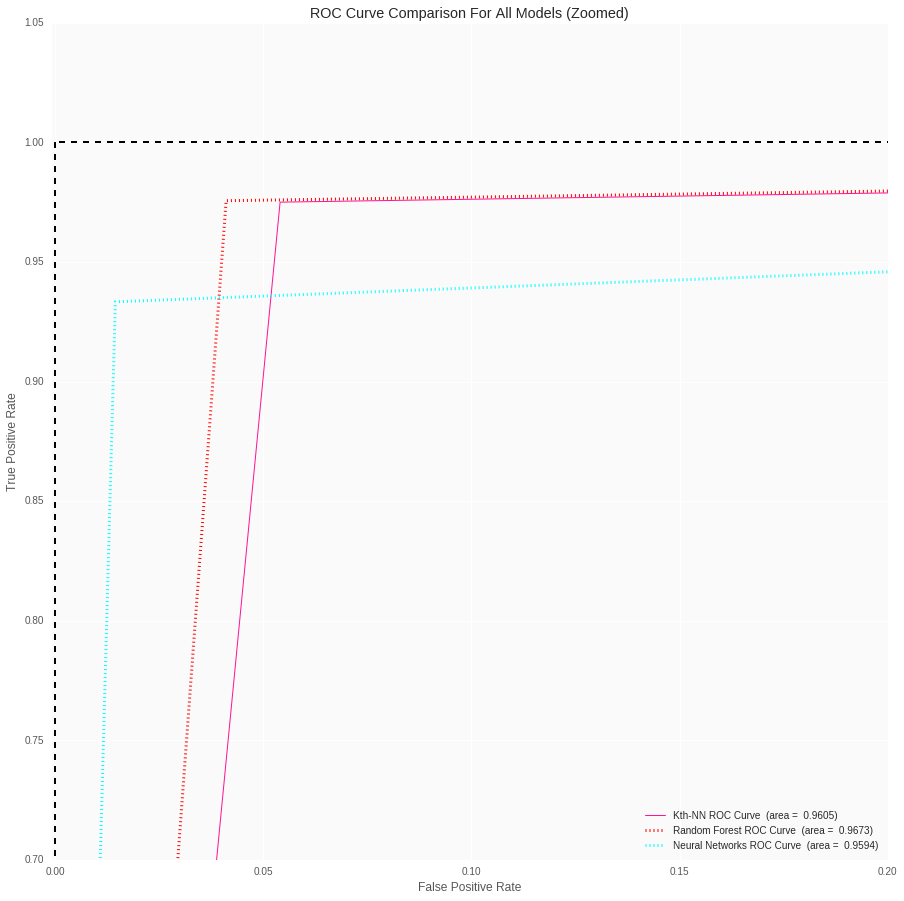 ROC Curve Comparison For All Models (Zoomed)
1.05
1.00
0.95
0.90
0.85
0.80
0.75
0.70
True Positive Rate
Kth-NN ROC Curve (area = 0.9605)
Random Forest ROC Curve (area = 0.9673)
Neural Networks ROC Curve (area = 0.9594)
0.00 0.05 0.10 0.15 0.20
False Positive Rate